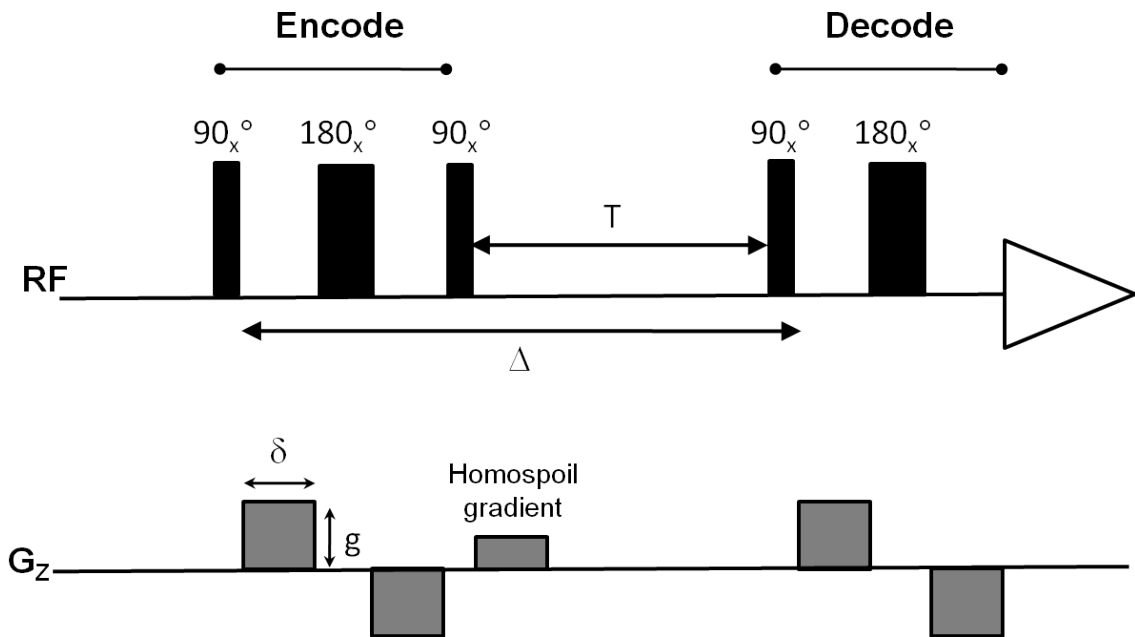 Encode Decode
90x° 180x° 90x° 90x° 180x°
T
RF
Δ
δ
Homospoil
gradient
g
Gz